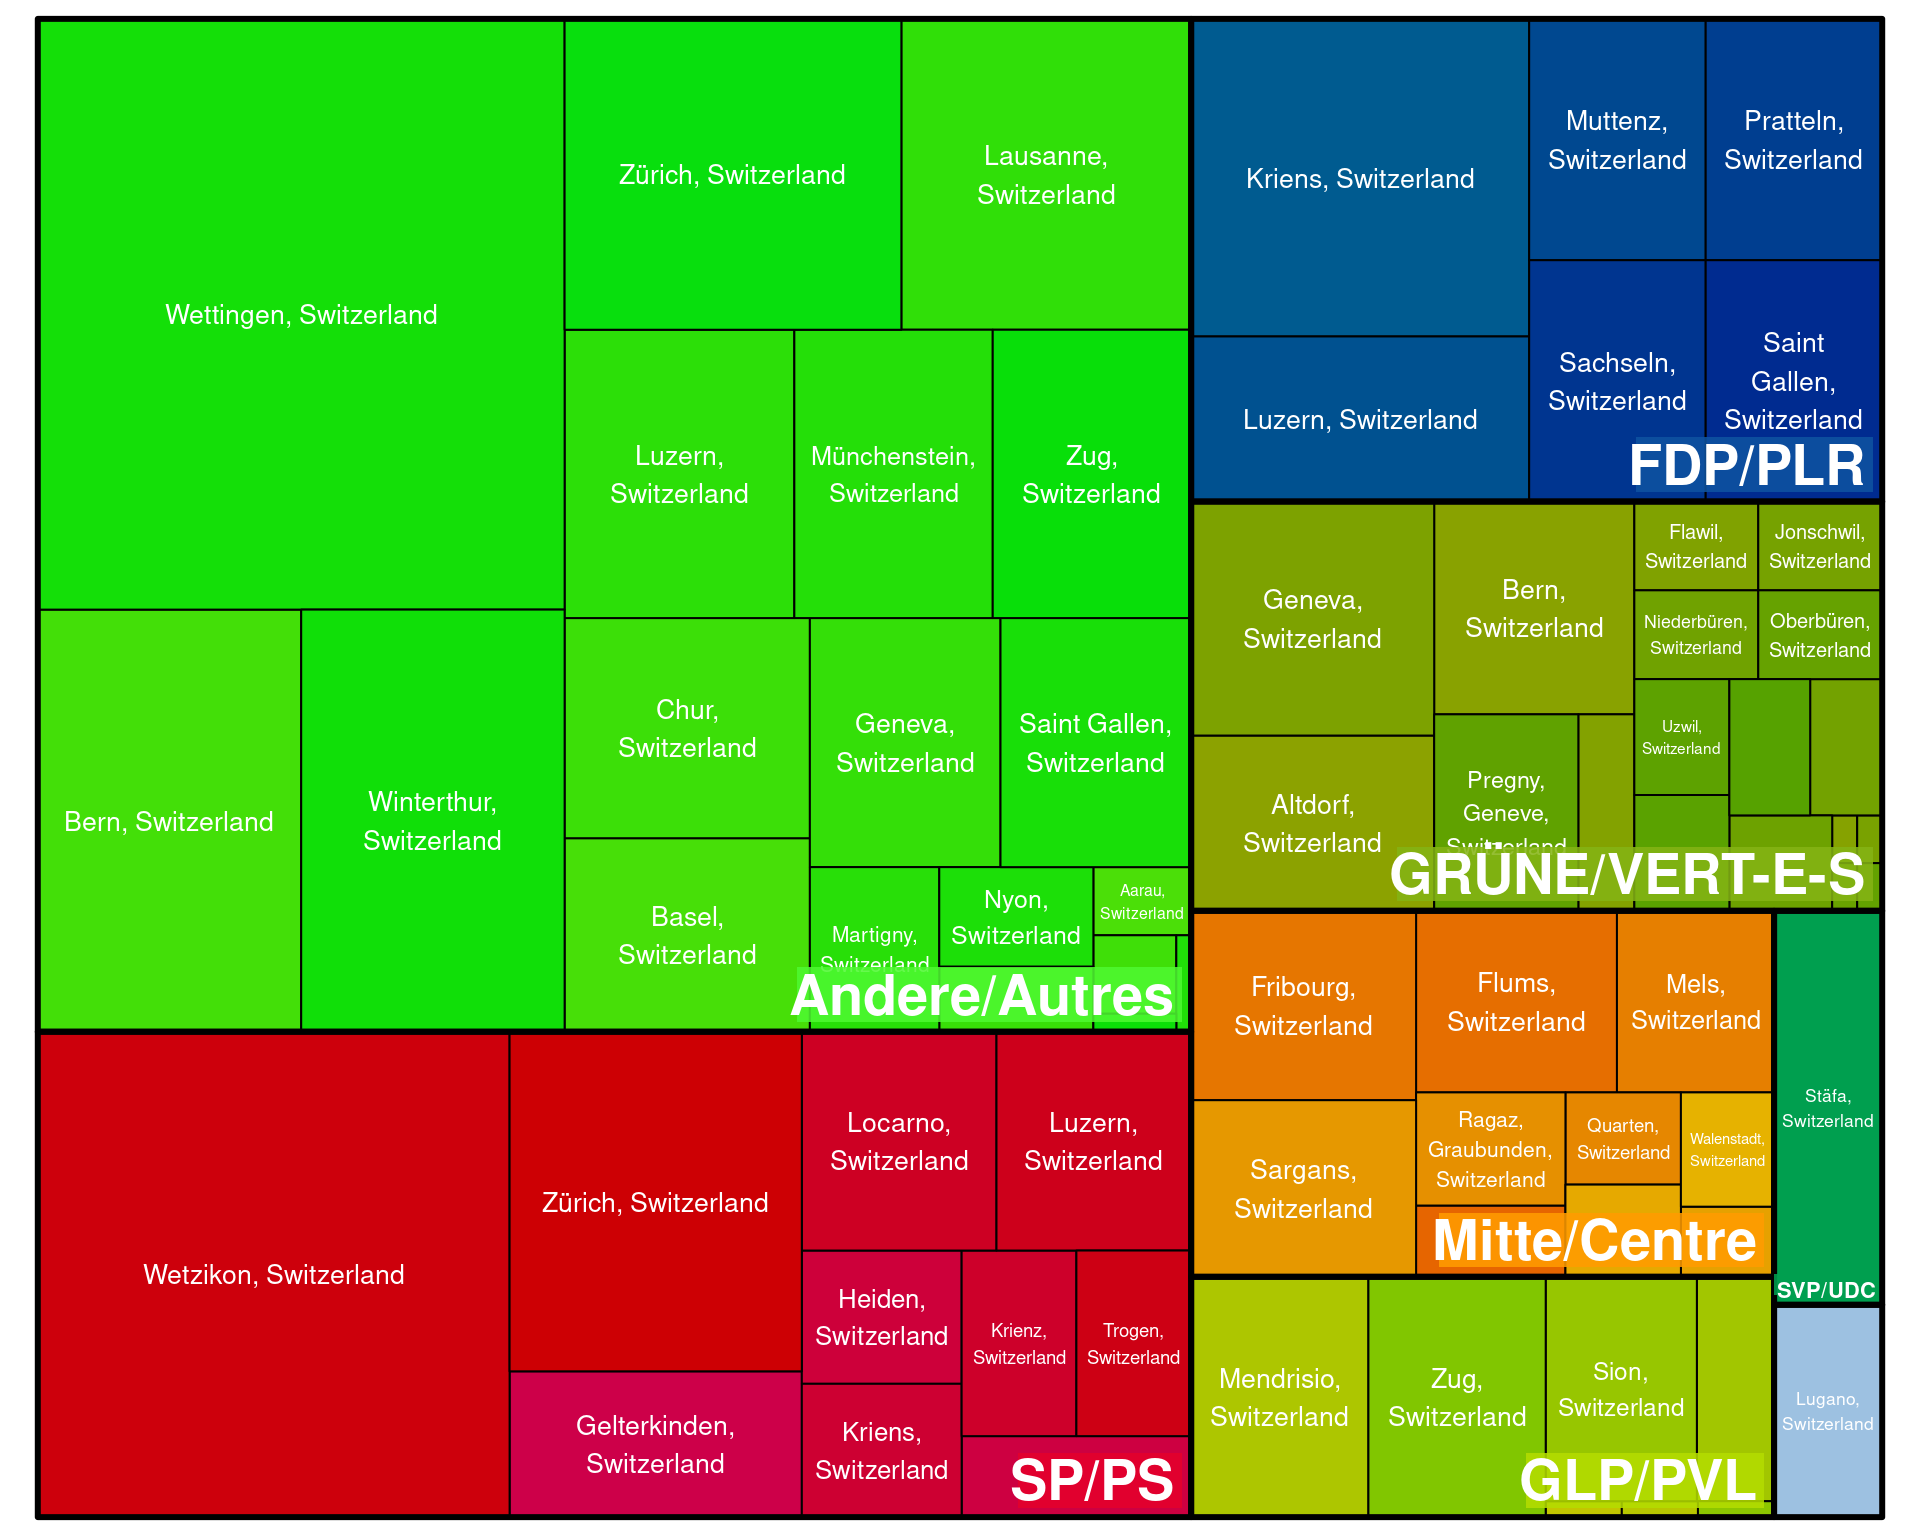 Wettingen, Switzerland
Zürich, Switzerland
Lausanne,
Switzerland
Luzern,
Switzerland
Münchenstein,
Switzerland
Zug,
Switzerland
Bern, Switzerland
Winterthur,
Switzerland
Chur,
Switzerland
Geneva,
Switzerland
Saint Gallen,
Switzerland
Basel,
Switzerland
Martigny,
Switzerland
Nyon,
Switzerland
Aarau,
Switzerland
Andere/Autres
Kriens, Switzerland
Muttenz,
Switzerland
Pratteln,
Switzerland
Luzern, Switzerland
Sachseln,
Switzerland
Saint
Gallen,
Switzerland
FDP/PLR
Geneva,
Switzerland
Bern,
Switzerland
Flawil,
Switzerland
Jonschwil,
Switzerland
Niederbüren,
Switzerland
Oberbüren,
Switzerland
Uzwil,
Switzerland
Altdorf,
Switzerland
Pregny,
Geneve,
Switzerland
GRÜNE/VERT-E-S
Wetzikon, Switzerland
Zürich, Switzerland
Locarno,
Switzerland
Luzern,
Switzerland
Heiden,
Switzerland
Krienz,
Switzerland
Trogen,
Switzerland
Gelterkinden,
Switzerland
Kriens,
Switzerland
SP/PS
Fribourg,
Switzerland
Flums,
Switzerland
Mels,
Switzerland
Sargans,
Switzerland
Ragaz,
Graubunden,
Switzerland
Quarten,
Switzerland
Walenstadt,
Switzerland
Mitte/Centre
Stäfa,
Switzerland
SVP/UDC
Mendrisio,
Switzerland
Zug,
Switzerland
Sion,
Switzerland
GLP/PVL
Lugano,
Switzerland